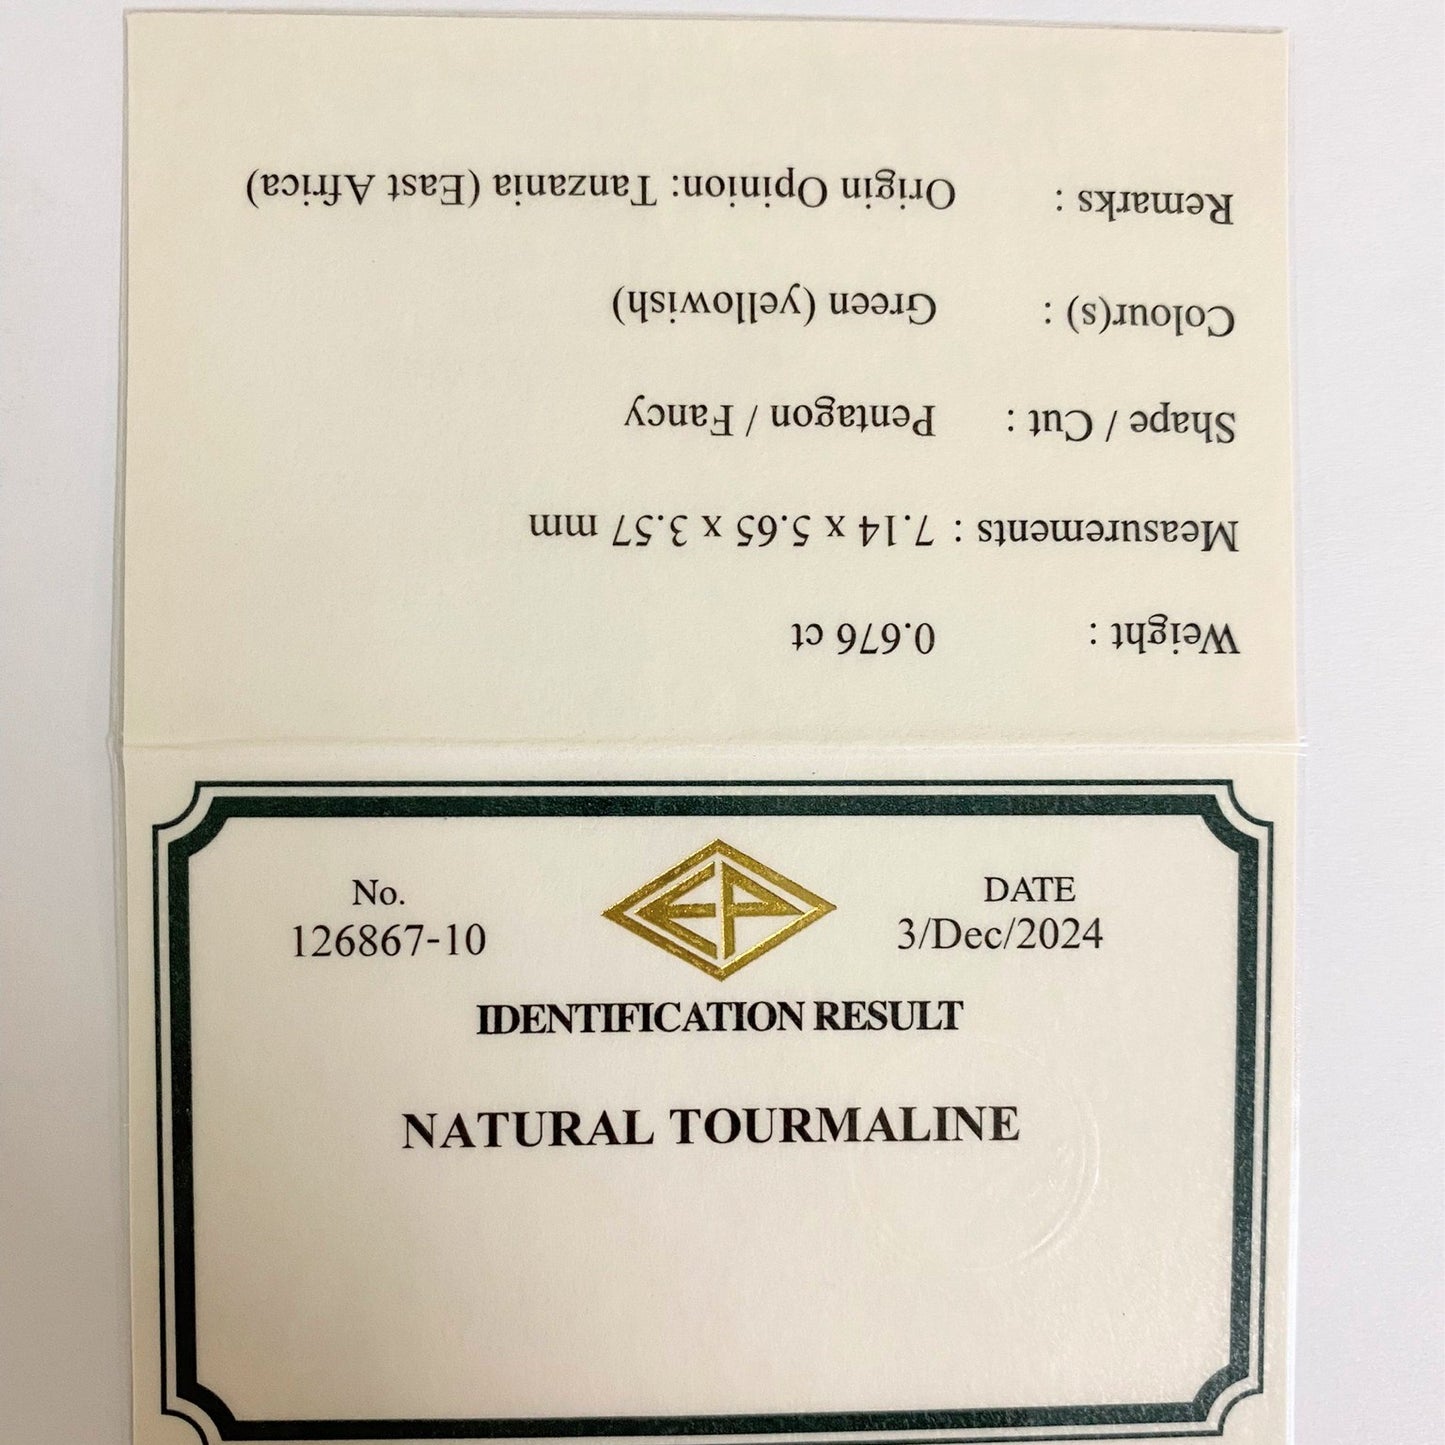 Weight : 0.676 ct
Measurements : 7.14 x 5.65 x 3.57 mm
Shape / Cut : Pentagon / Fancy
Colour(s) : Green (yellowish)
Remarks : Origin Opinion: Tanzania (East Africa)
EP
No. DATE
126867-10 3/Dec/2024
IDENTIFICATION RESULT
NATURAL TOURMALINE